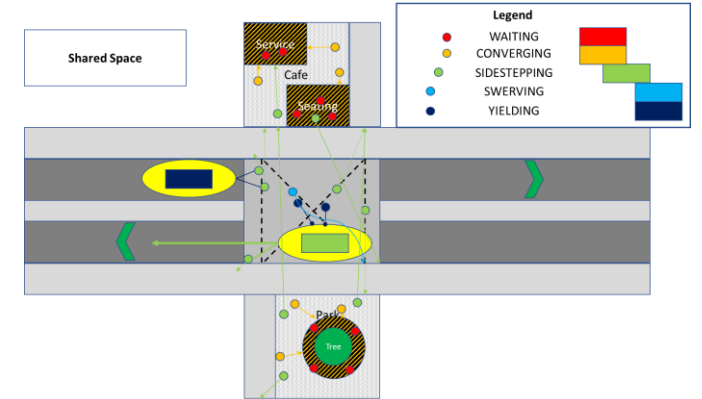 Shared Space
Legend
WAITING
CONVERGING
SIDESTEPPING
SWERVING
YIELDING
Service
Cafe
Seating
Park
Tree